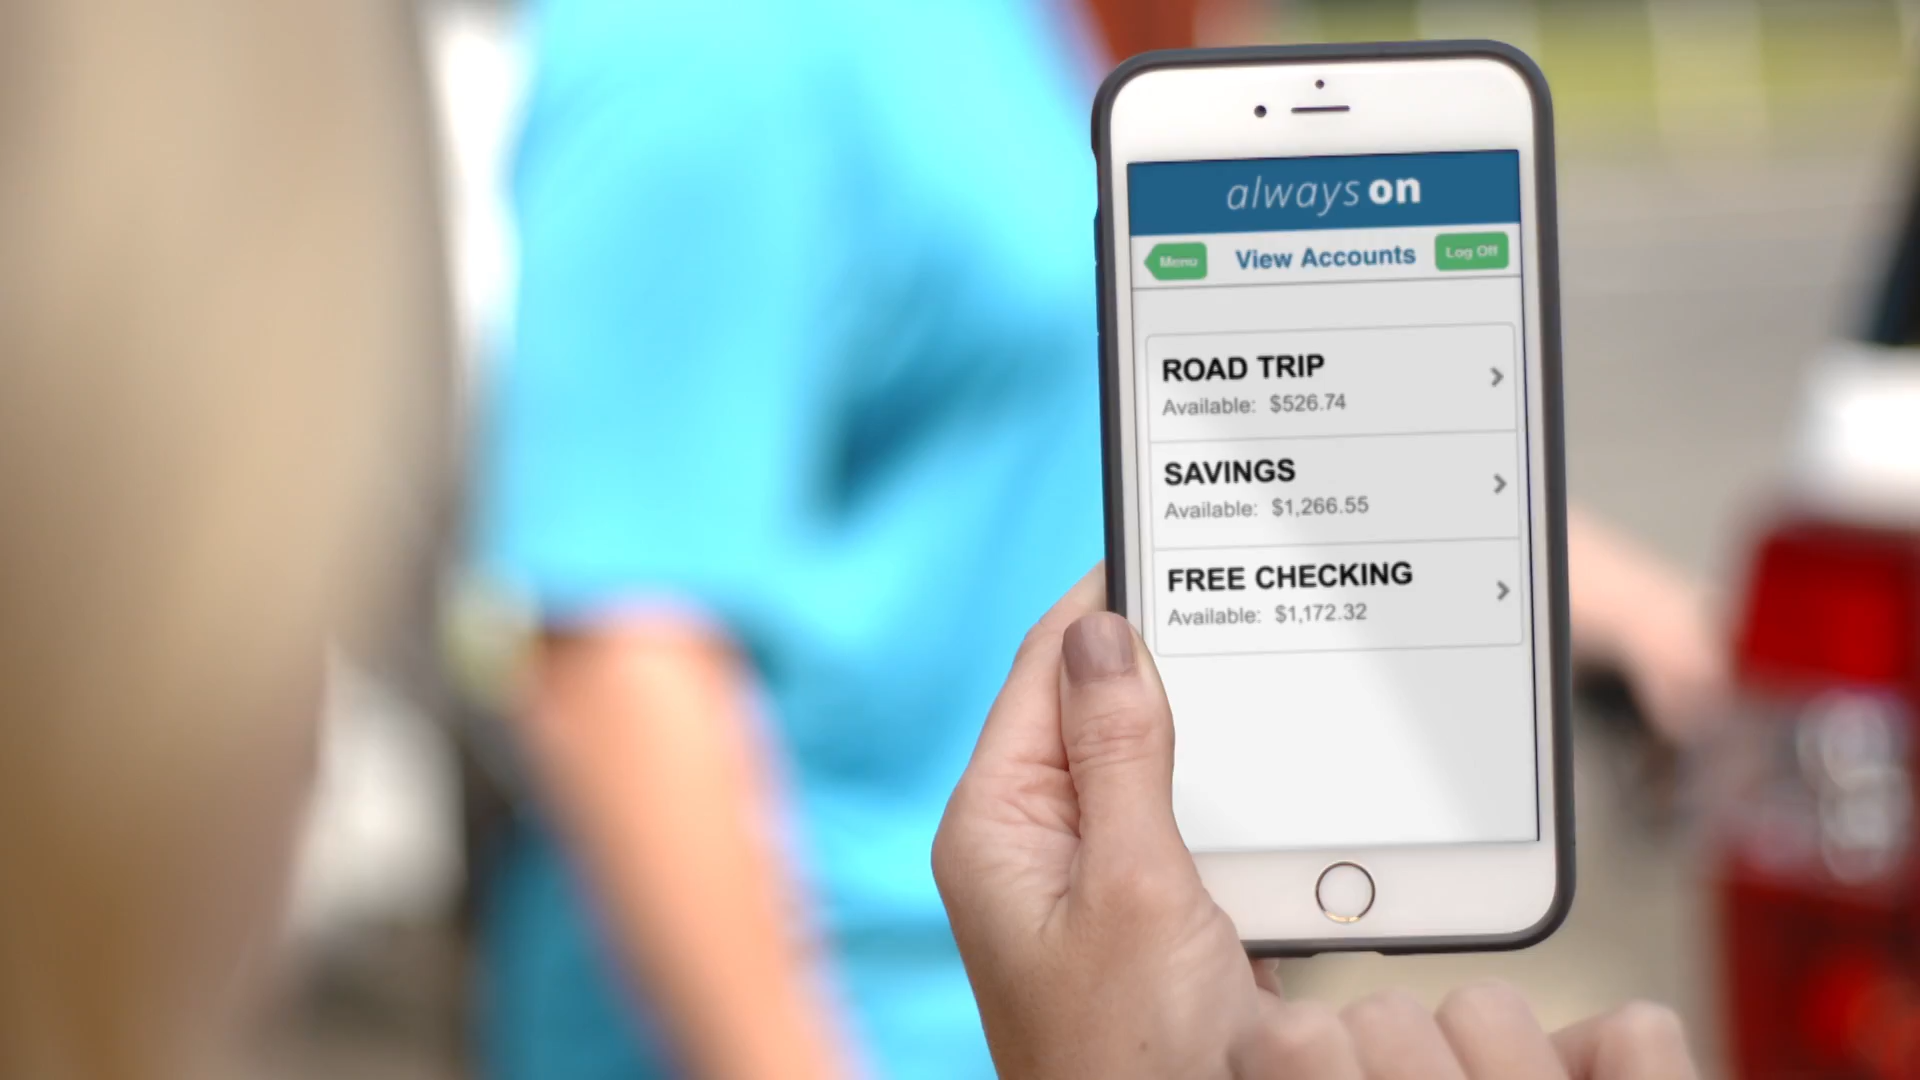 always on
Menu View Accounts Log Off
ROAD TRIP
Available: $526.74
SAVINGS
Available: $1,266.55
FREE CHECKING
Available: $1,172.32